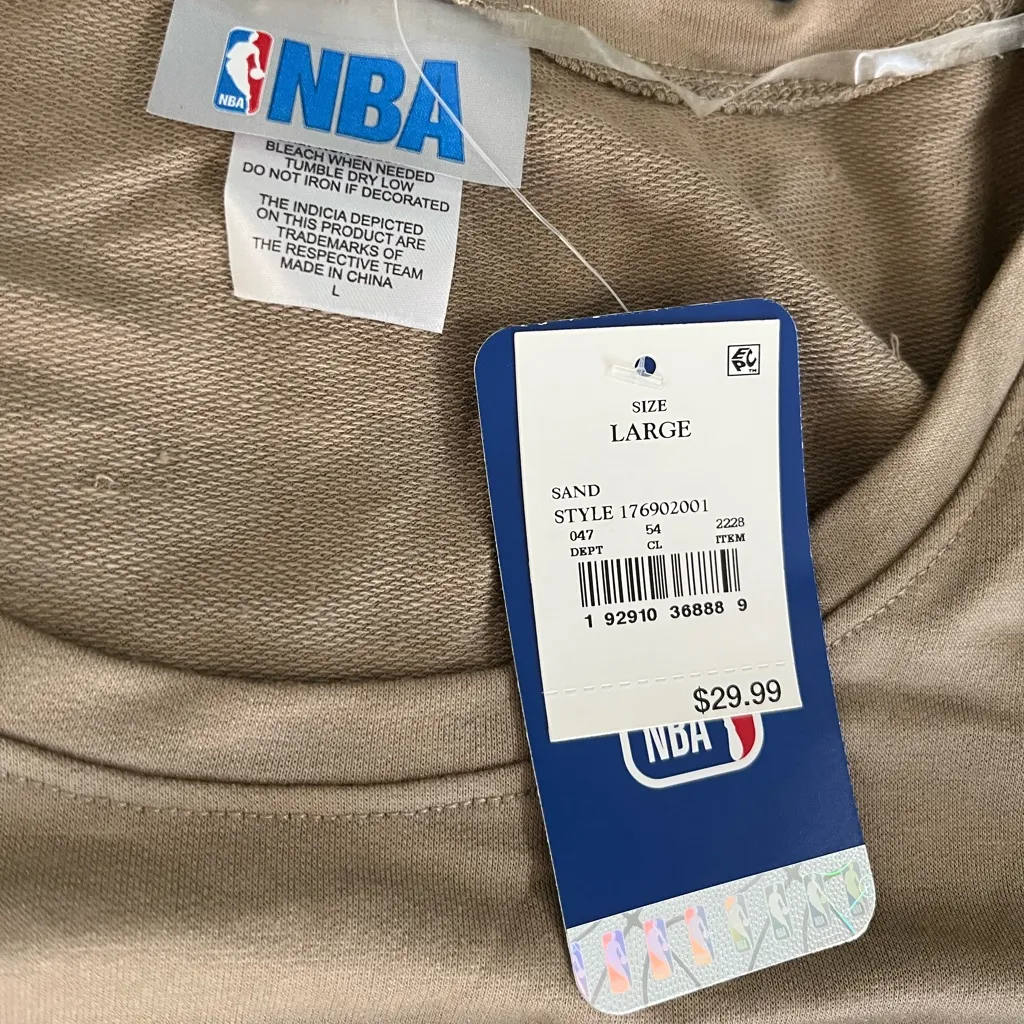 NBA
NBA
BLEACH WHEN NEEDED
TUMBLE DRY LOW
DO NOT IRON IF DECORATED
THE INDICIA DEPICTED
ON THIS PRODUCT ARE
TRADEMARKS OF
THE RESPECTIVE TEAM
MADE IN CHINA
L
EPC
TM
SIZE
LARGE
SAND
STYLE 176902001
047 54 2228
DEPT CL ITEM
1 92910 36888 9
$29.99
NBA